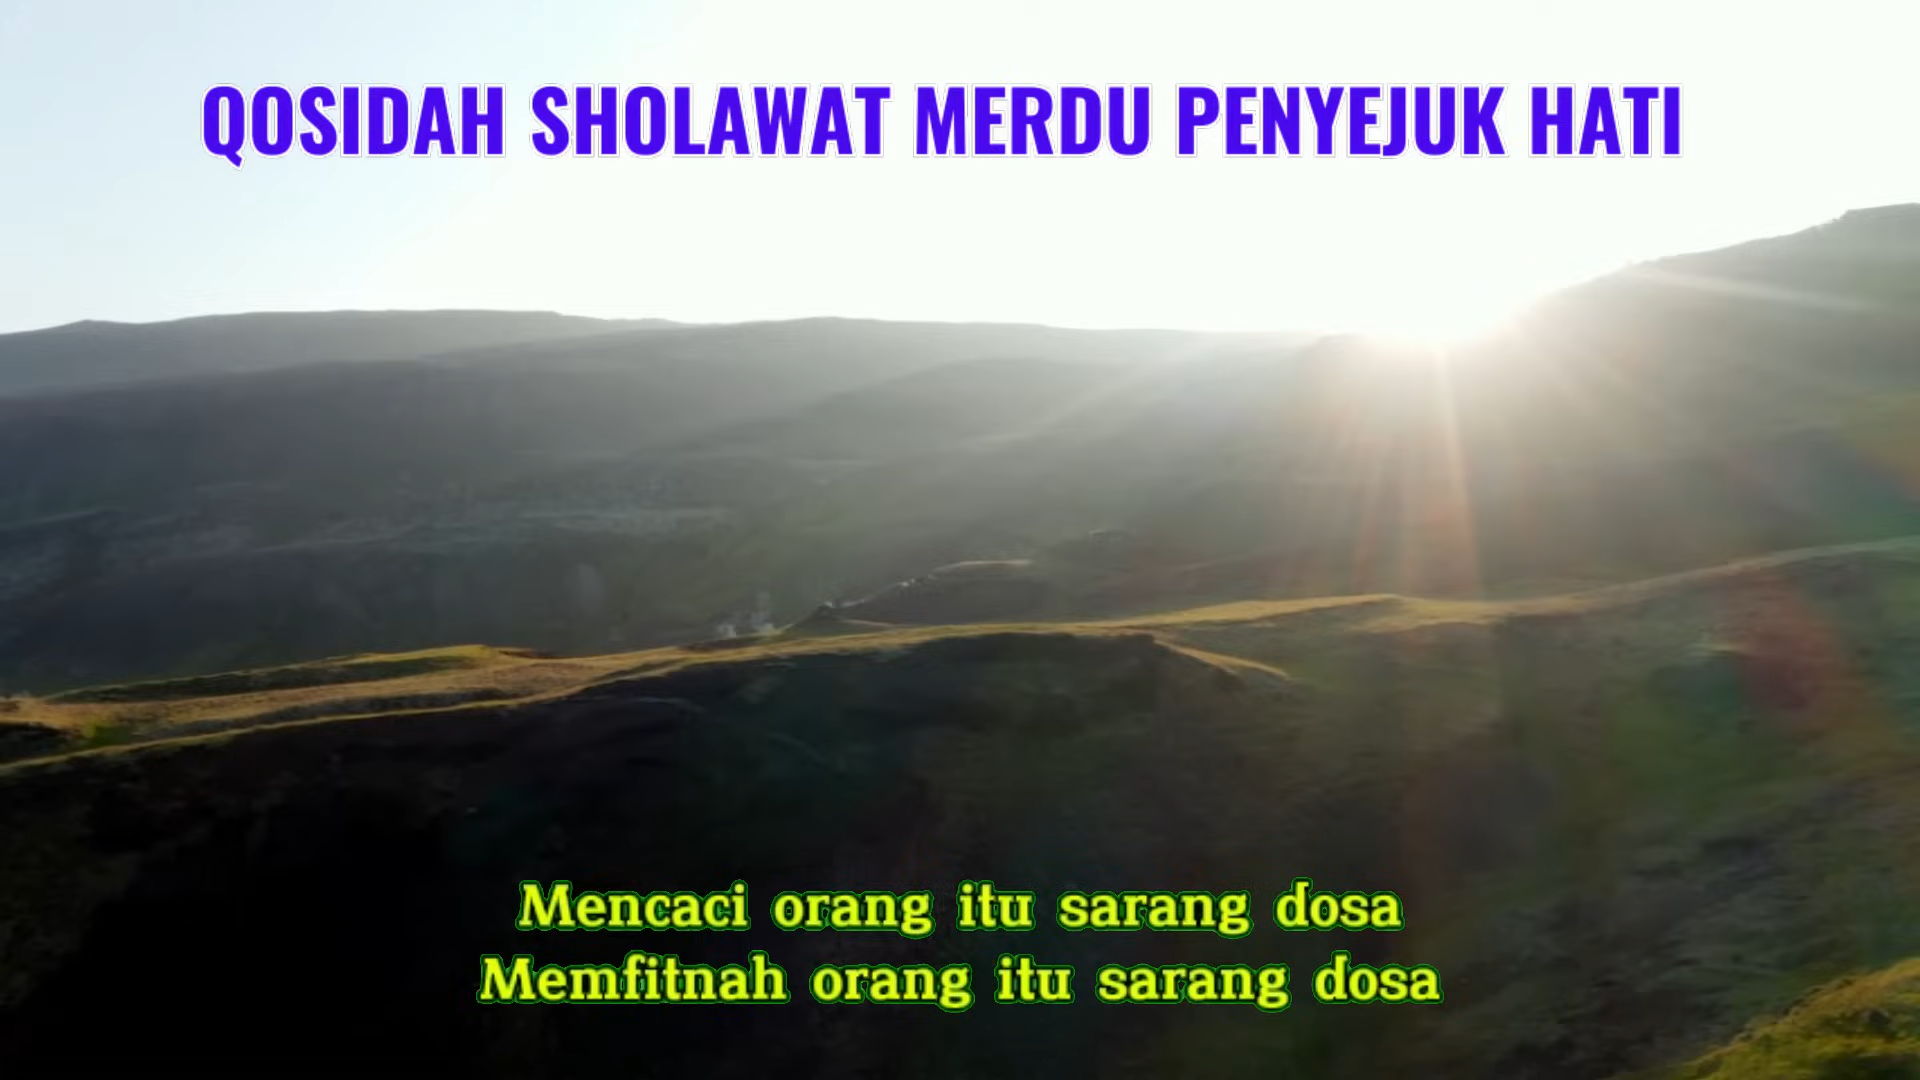 QOSIDAH SHOLAWAT MERDU PENYEJUK HATI
Mencaci orang itu sarang dosa
Memfitnah orang itu sarang dosa